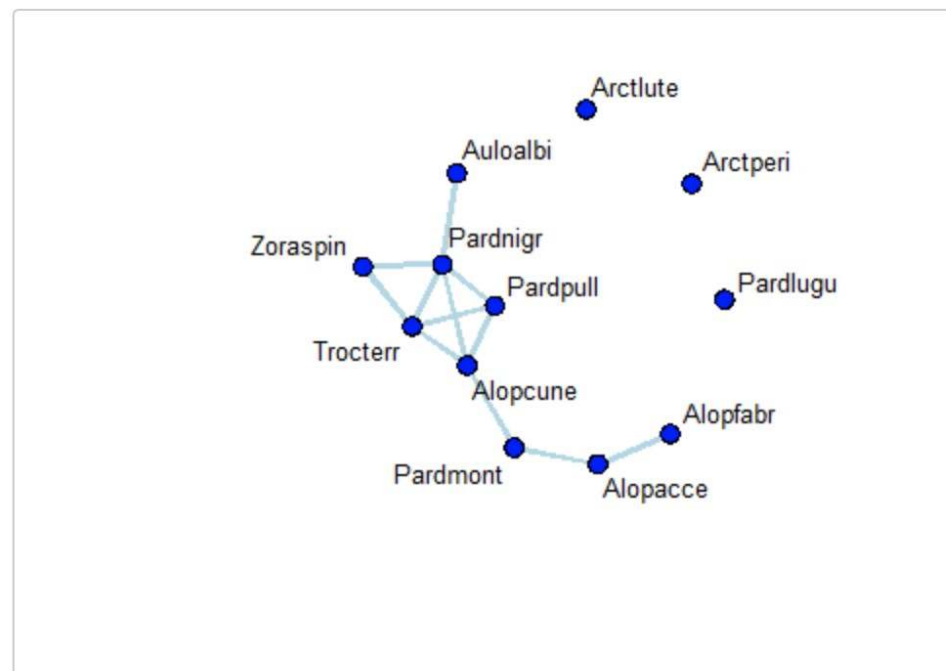 Arctlute
Auloalbi
Arctperi
Pardnigr
Zoraspin
Pardpull
Pardlugu
Trocterr
Alopcune
Alopfabr
Pardmont
Alopacce